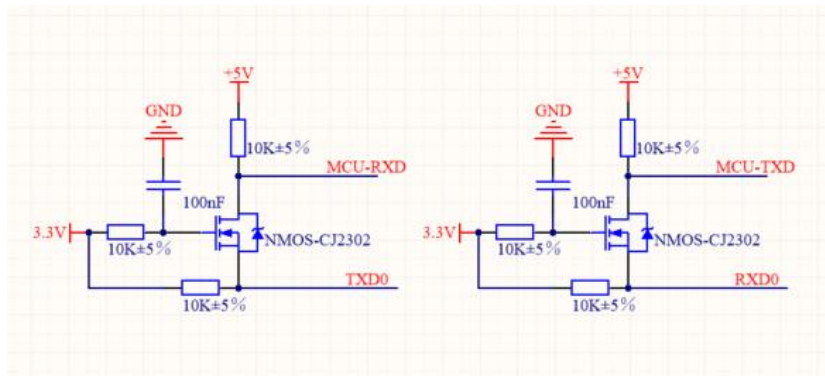 +5V
GND
10K±5%
MCU-RXD
100nF
3.3V
10K±5%
NMOS-CJ2302
TXD0
10K±5%
+5V
GND
10K±5%
MCU-TXD
100nF
3.3V
10K±5%
NMOS-CJ2302
RXD0
10K±5%